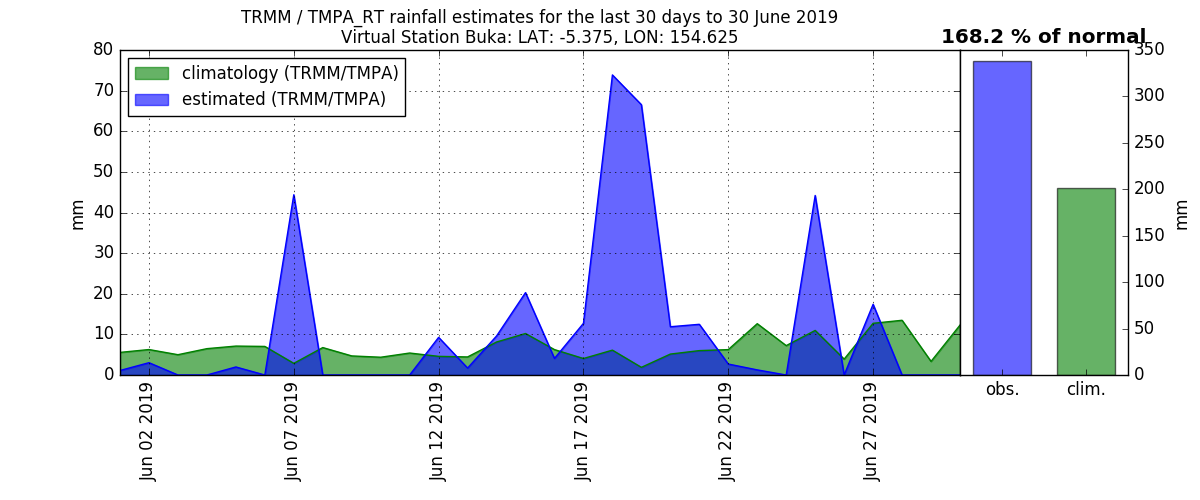 TRMM / TMPA_RT rainfall estimates for the last 30 days to 30 June 2019
Virtual Station Buka: LAT: -5.375, LON: 154.625
168.2 % of normal
climatology (TRMM/TMPA)
estimated (TRMM/TMPA)
80
70
60
50
40
30
20
10
0
mm
Jun 02 2019
Jun 07 2019
Jun 12 2019
Jun 17 2019
Jun 22 2019
Jun 27 2019
obs.
clim.
350
300
250
200
150
100
50
0
mm